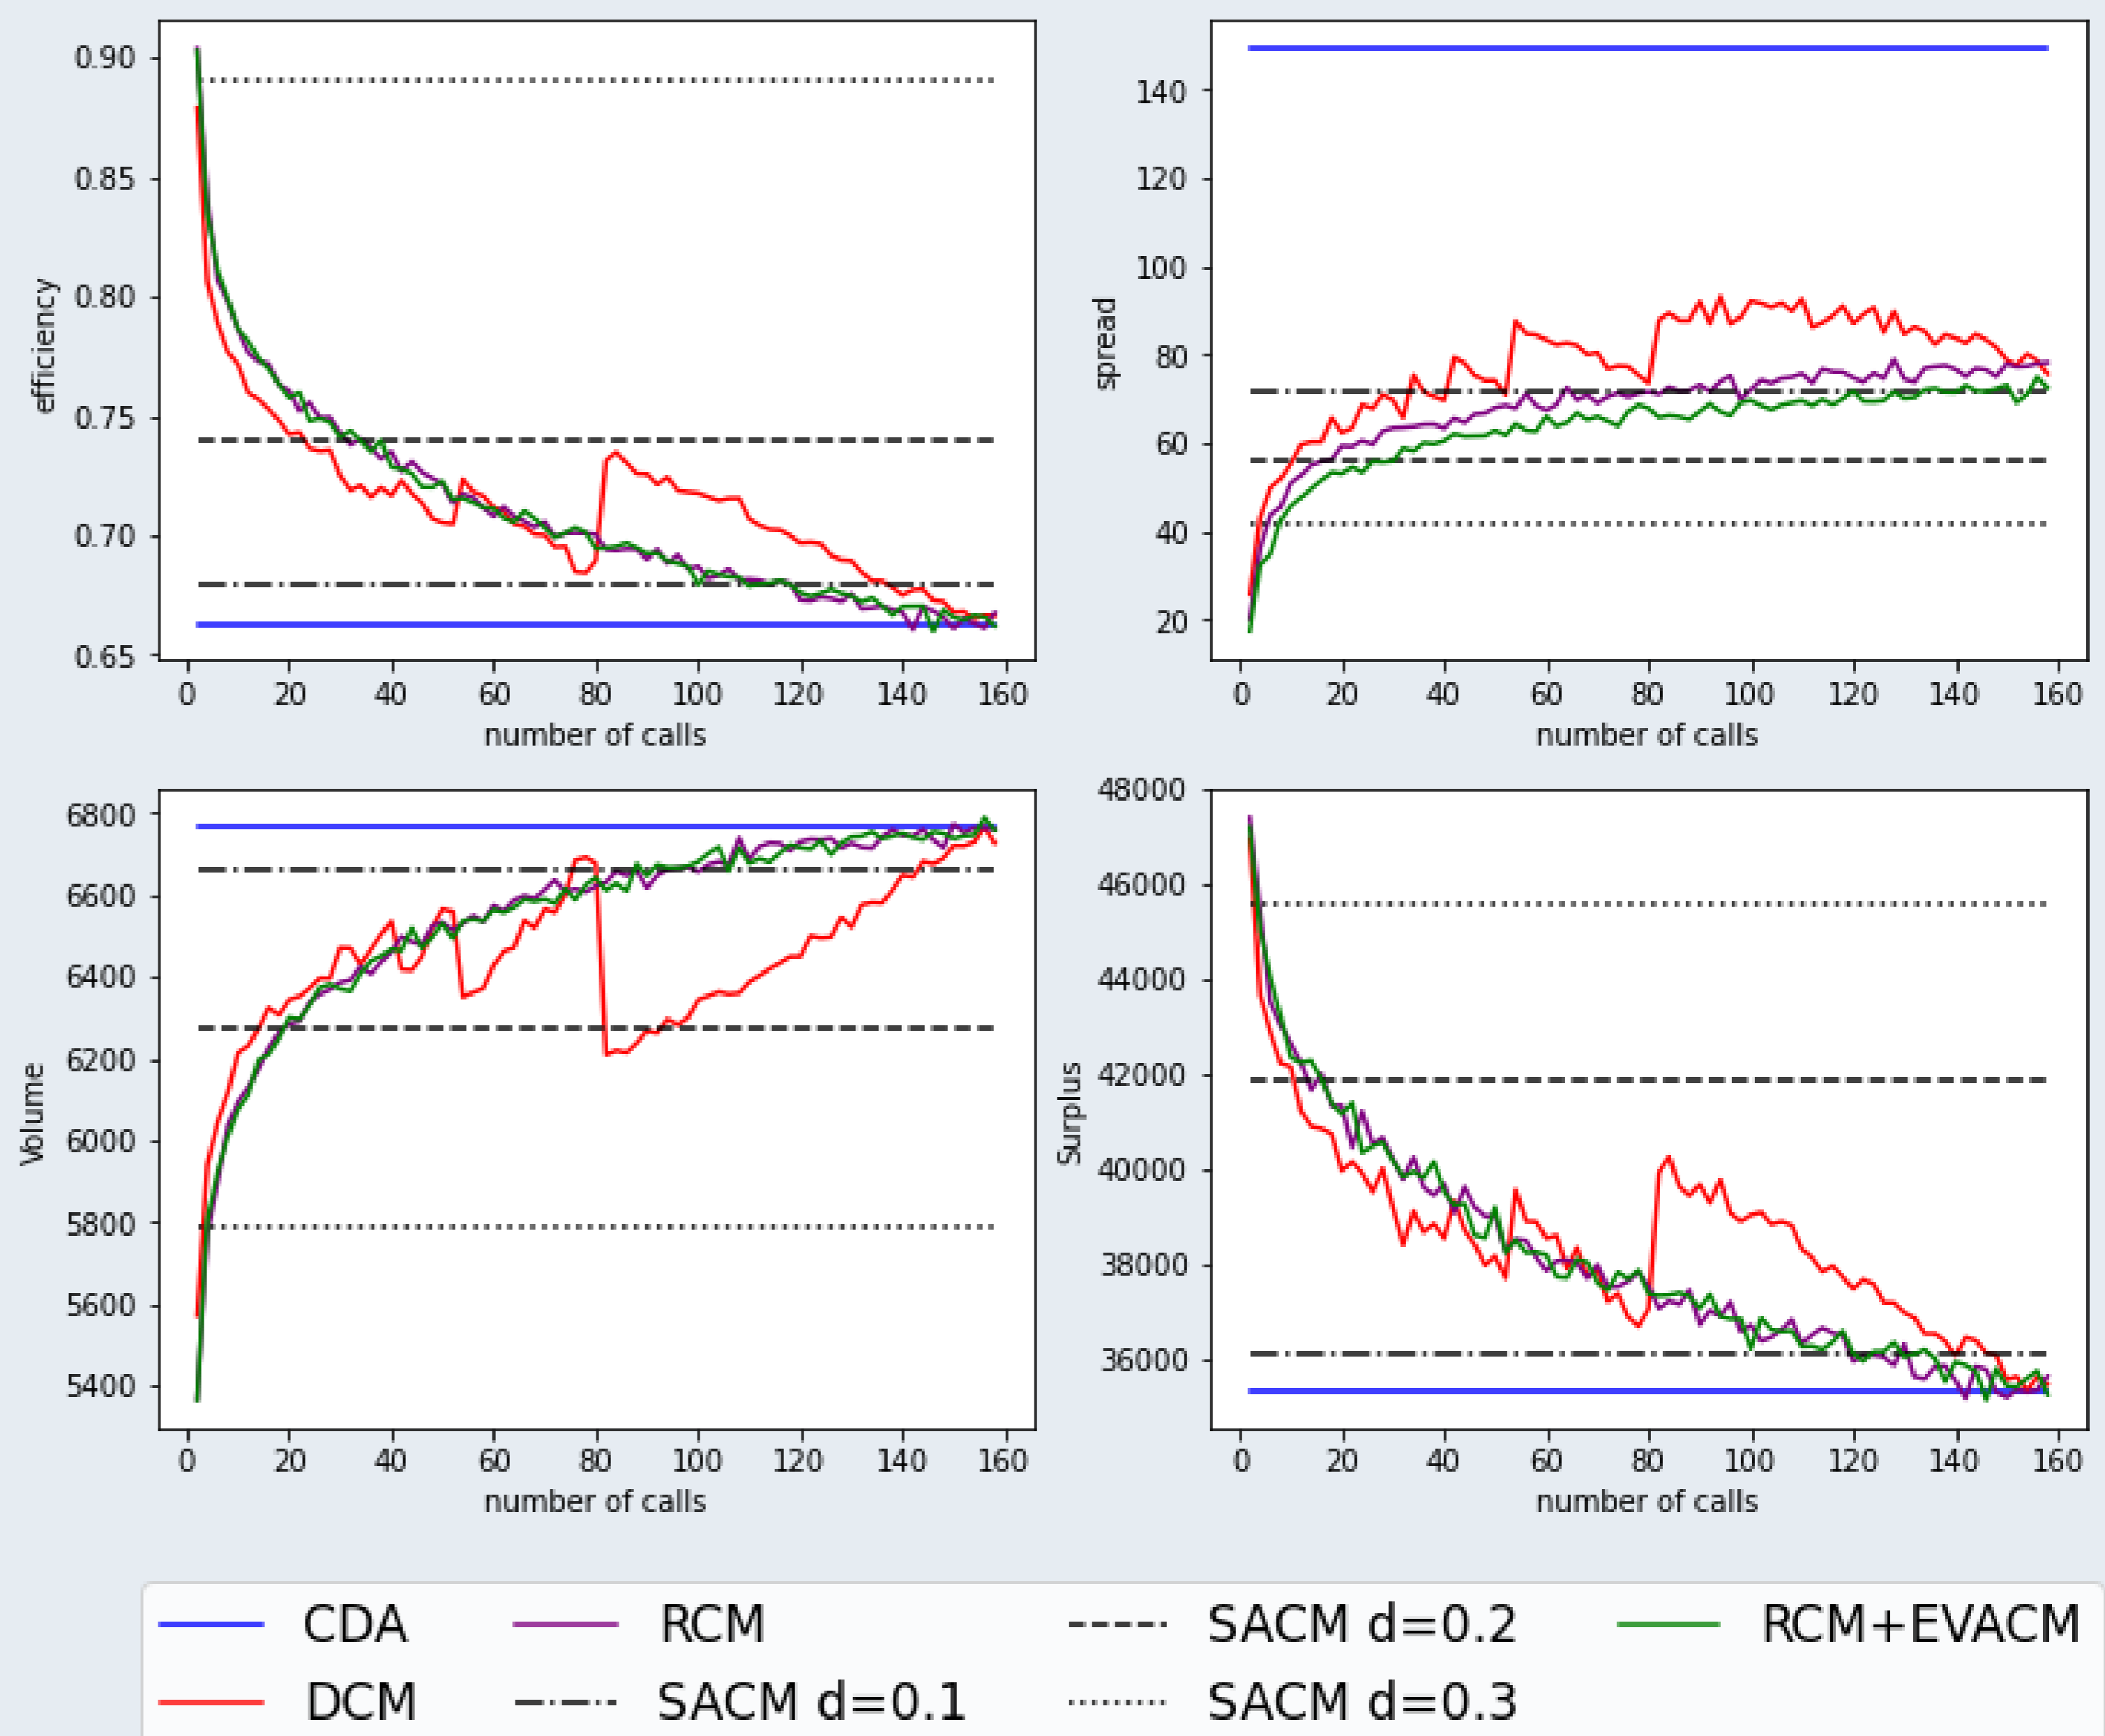 0.90
0.85
0.80
0.75
0.70
0.65
efficiency
0 20 40 60 80 100 120 140 160
number of calls
140
120
100
80
60
40
20
spread
0 20 40 60 80 100 120 140 160
number of calls
6800
6600
6400
6200
6000
5800
5600
5400
Volume
0 20 40 60 80 100 120 140 160
number of calls
48000
46000
44000
42000
40000
38000
36000
Surplus
0 20 40 60 80 100 120 140 160
number of calls
CDA RCM SACM d=0.2 RCM+EVACM
DCM SACM d=0.1 SACM d=0.3